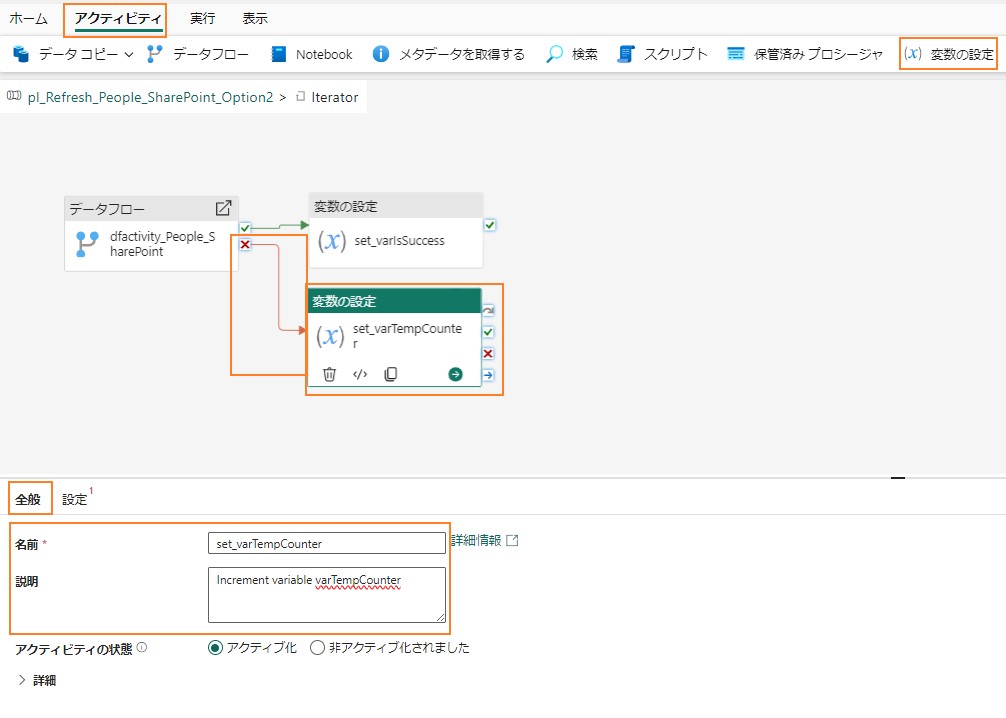 ホーム アクティビティ 実行 表示
データ コピー データフロー Notebook メタデータを取得する 検索 スクリプト 保管済み プロシージャ (x) 変数の設定
pl_Refresh_People_SharePoint_Option2 > Iterator
データフロー
dfactivity_People_S
harePoint
変数の設定
(x) set_varIsSuccess
変数の設定
(x) set_varTempCounte
r
全般 設定 1
名前 * set_varTempCounter 詳細情報
説明 Increment variable varTempCounter
アクティビティの状態 アクティブ化 非アクティブ化されました
詳細